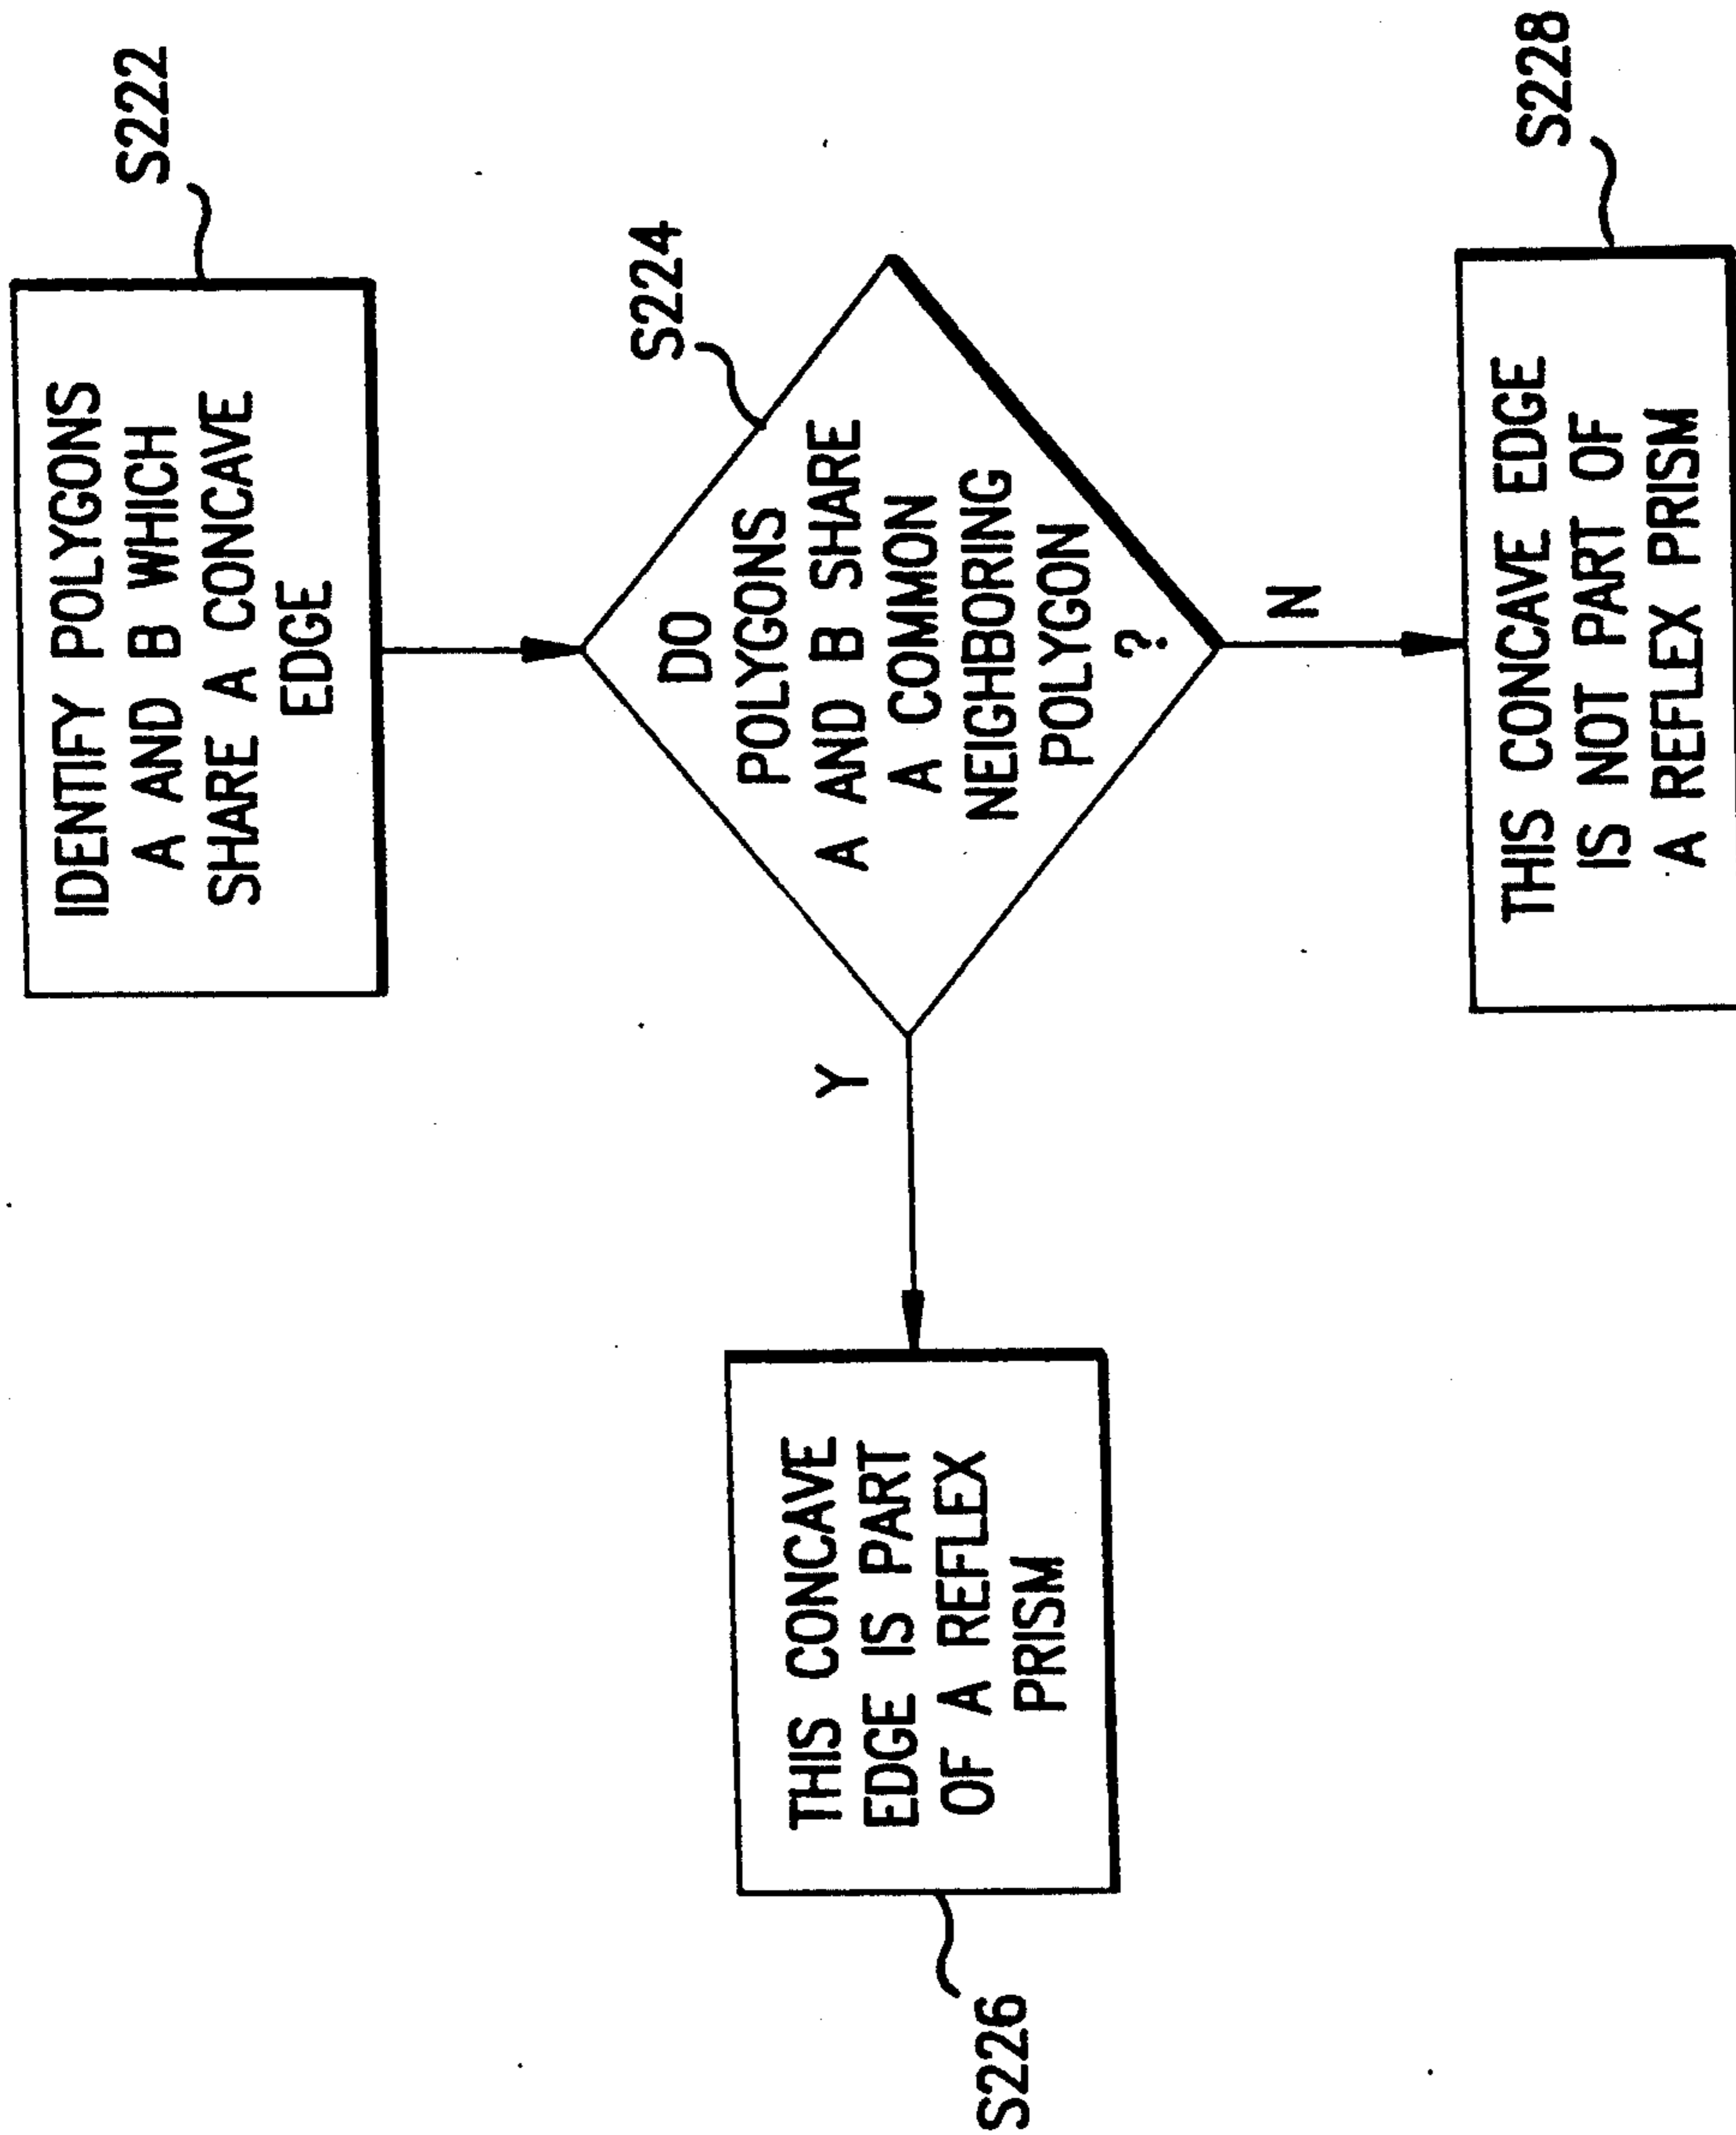 IDENTIFY POLYGONS
A AND B WHICH
SHARE A CONCAVE
EDGE
S222
DO
POLYGONS
A AND B SHARE
A COMMON
NEIGHBORING
POLYGON
?
S224
Y
N
THIS CONCAVE
EDGE IS PART
OF A REFLEX
PRISM
S226
THIS CONCAVE EDGE
IS NOT PART OF
A REFLEX PRISM
S228